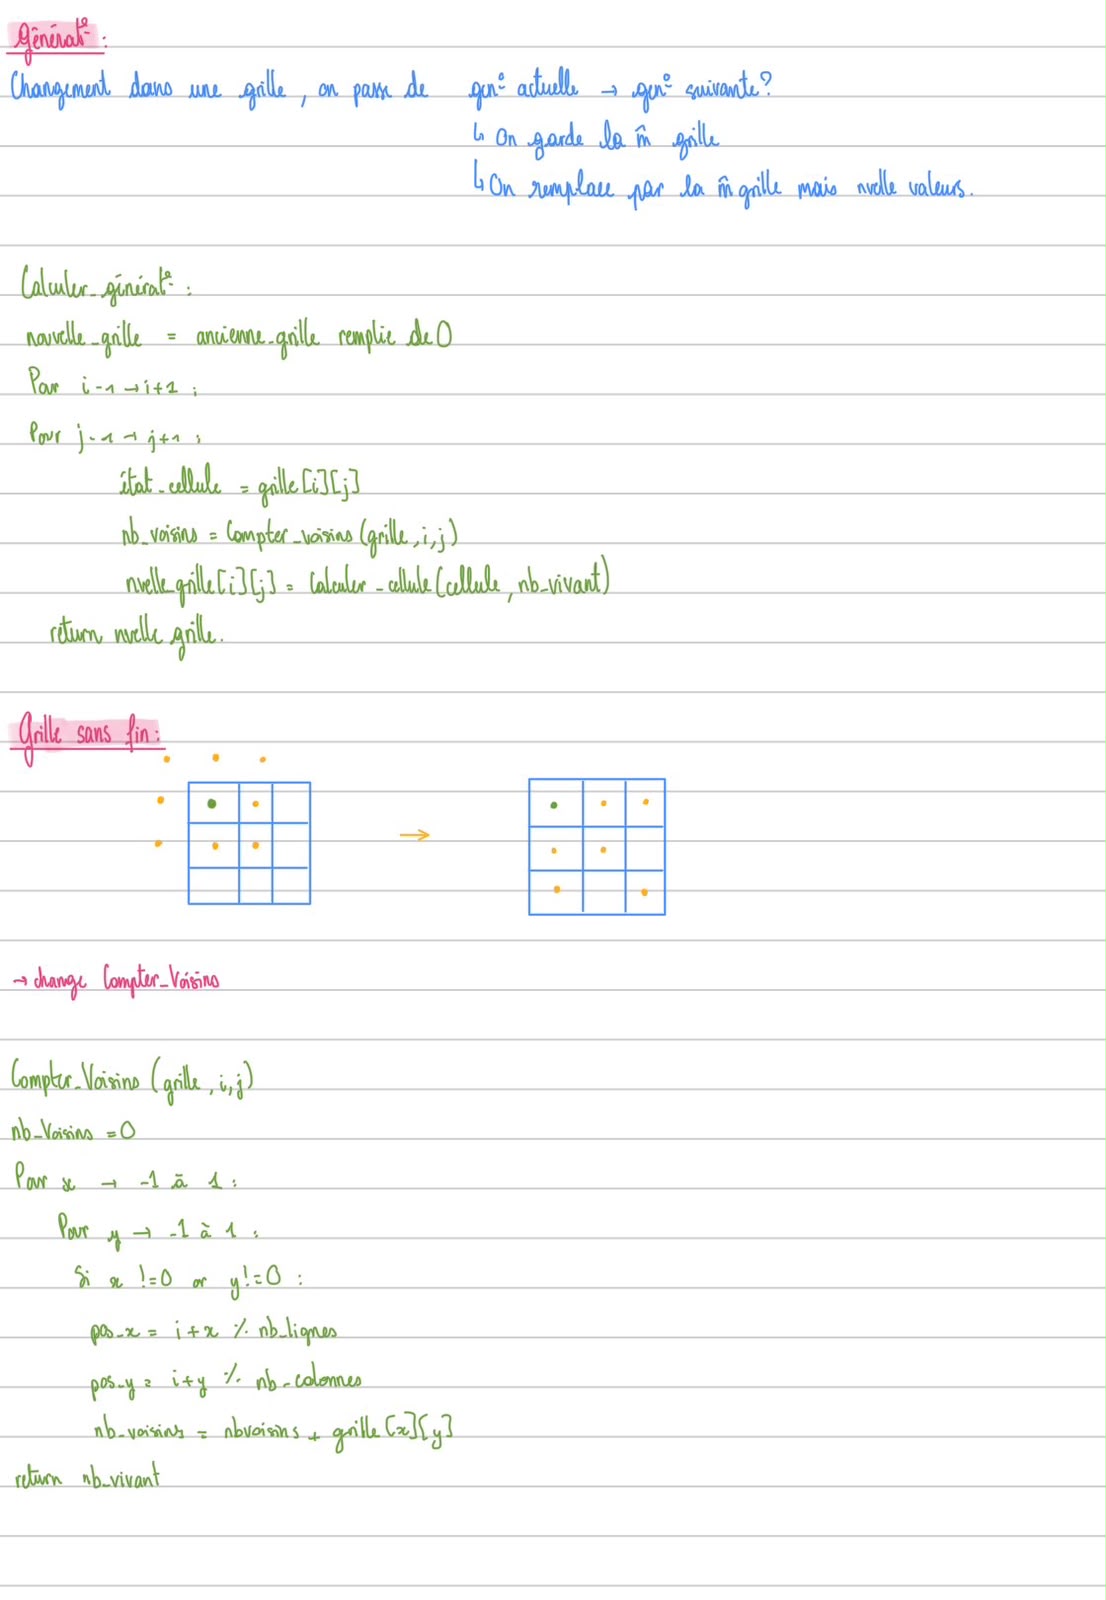 Générat° :
Changement dans une grille, on passe de gen° actuelle → gen° suivante ?
↳ On garde la m̂ grille
↳ On remplace par la m̂ grille mais nvelle valeurs.
Calculer_générat° :
nouvelle_grille = ancienne_grille remplie de 0
Pour i-1 → i+1 :
Pour j-1 → j+1 :
état_cellule = grille[i][j]
nb_voisins = Compter_voisins(grille, i, j)
nvelle_grille[i][j] = Calculer_cellule(cellule, nb_vivant)
return nvelle grille.
Grille sans fin :
→ change Compter_Voisins
Compter_Voisins (grille, i, j)
nb_Voisins = 0
Pour x → -1 à 1 :
Pour y → -1 à 1 :
Si x != 0 or y != 0 :
pos_x = i+x % nb_lignes
pos_y = i+y % nb_colonnes
nb_voisins = nbvoisins + grille[x][y]
return nb_vivant